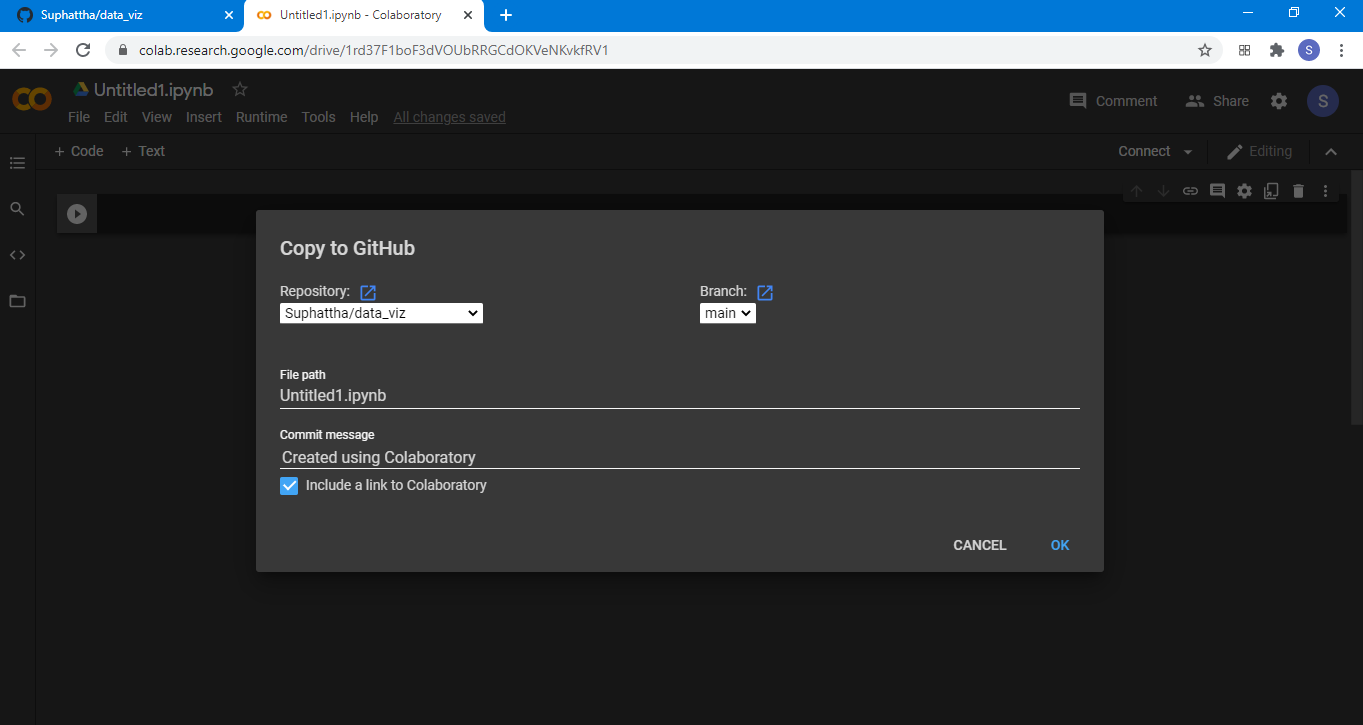 Suphattha/data_viz
Untitled1.ipynb - Colaboratory
colab.research.google.com/drive/1rd37F1boF3dVOUbRRGCdOKVeNKvkfRV1
S
Untitled1.ipynb
File Edit View Insert Runtime Tools Help All changes saved
Comment
Share
S
+ Code + Text
Connect
Editing
Copy to GitHub
Repository:
Branch:
Suphattha/data_viz
main
File path
Untitled1.ipynb
Commit message
Created using Colaboratory
Include a link to Colaboratory
CANCEL
OK